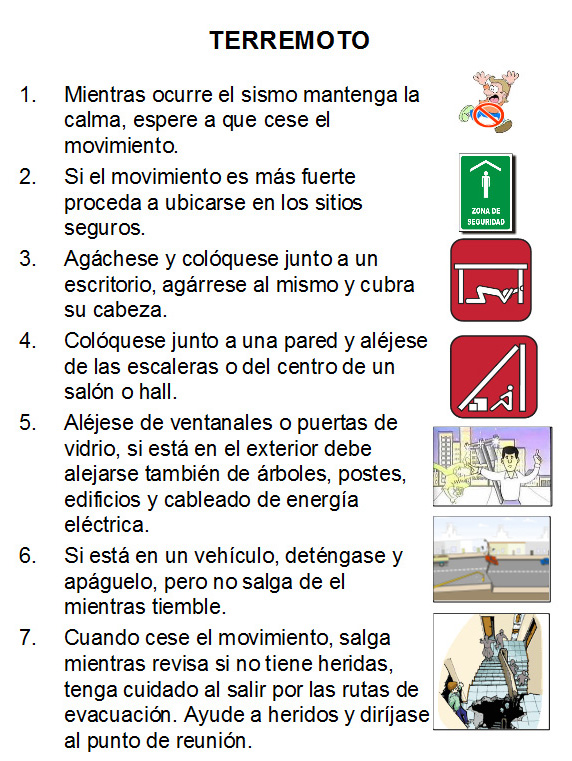 TERREMOTO
1. Mientras ocurre el sismo mantenga la
calma, espere a que cese el
movimiento.
2. Si el movimiento es más fuerte
proceda a ubicarse en los sitios
seguros.
ZONA DE
SEGURIDAD
3. Agáchese y colóquese junto a un
escritorio, agárrese al mismo y cubra
su cabeza.
4. Colóquese junto a una pared y aléjese
de las escaleras o del centro de un
salón o hall.
5. Aléjese de ventanales o puertas de
vidrio, si está en el exterior debe
alejarse también de árboles, postes,
edificios y cableado de energía
eléctrica.
6. Si está en un vehículo, deténgase y
apáguelo, pero no salga de el
mientras tiemble.
7. Cuando cese el movimiento, salga
mientras revisa si no tiene heridas,
tenga cuidado al salir por las rutas de
evacuación. Ayude a heridos y diríjase
al punto de reunión.